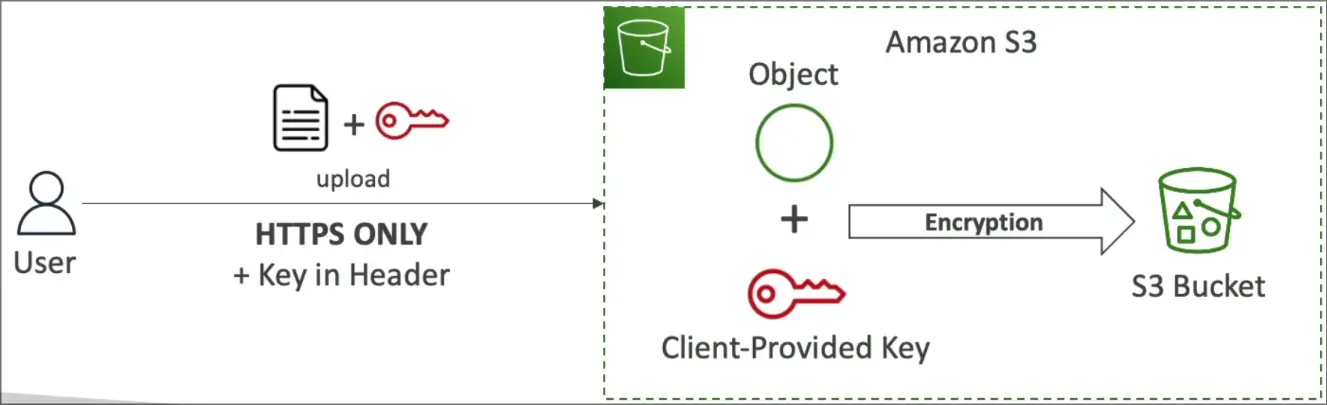 Amazon S3
Object
+
upload
HTTPS ONLY
+ Key in Header
User
+
Encryption
S3 Bucket
Client-Provided Key